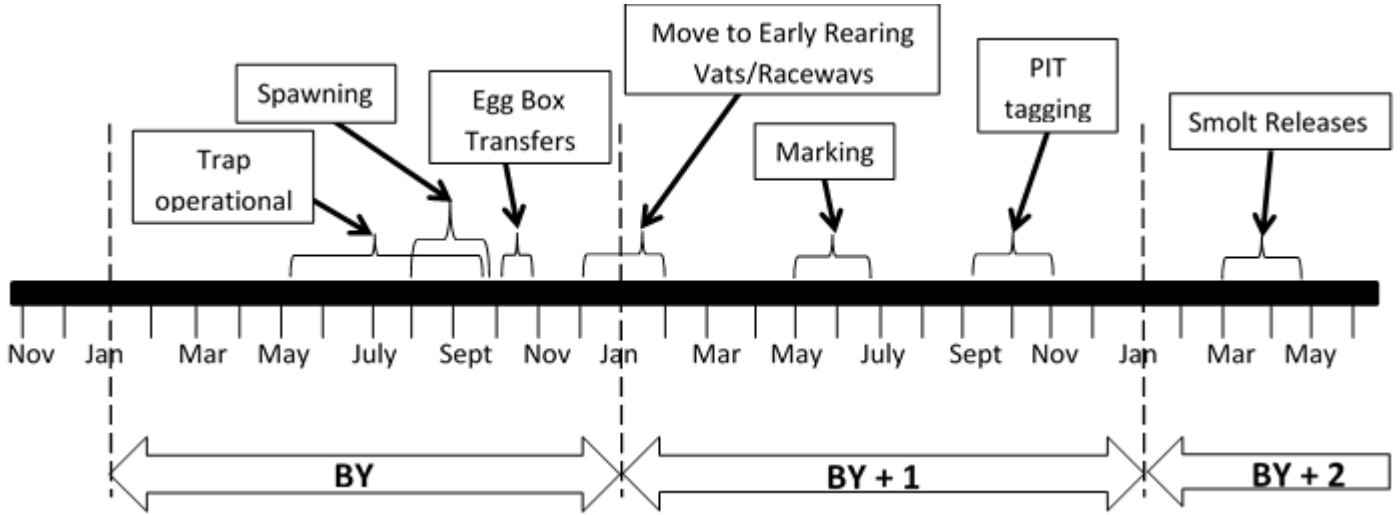 Move to Early Rearing
Vats/Raceways
PIT
tagging
Spawning
Egg Box
Transfers
Smolt Releases
Marking
Trap
operational
Nov Jan Mar May July Sept Nov Jan Mar May July Sept Nov Jan Mar May
BY BY + 1 BY + 2